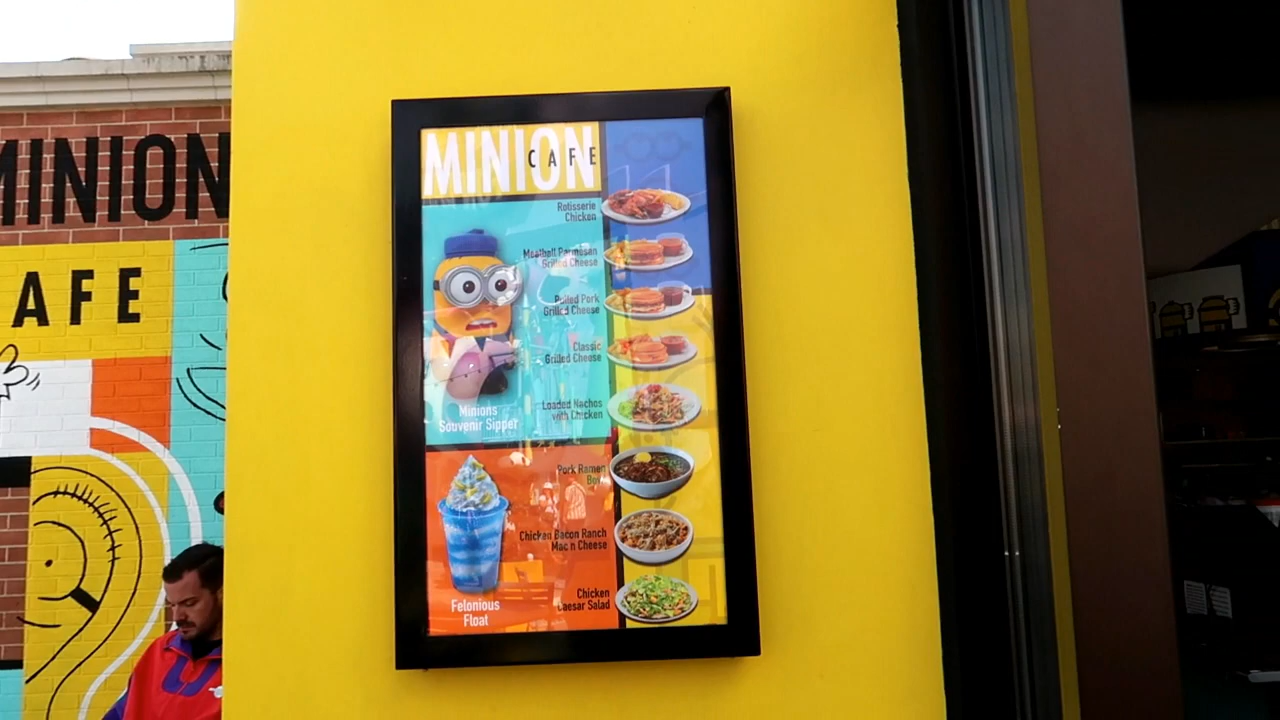 MINION
CAFE
MINION
CAFE
Rotisserie
Chicken
Meatball Parmesan
Grilled Cheese
Pulled Pork
Grilled Cheese
Classic
Grilled Cheese
Loaded Nachos
with Chicken
Minions
Souvenir Sipper
Pork Ramen
Bowl
Chicken Bacon Ranch
Mac n Cheese
Chicken
Caesar Salad
Felonious
Float